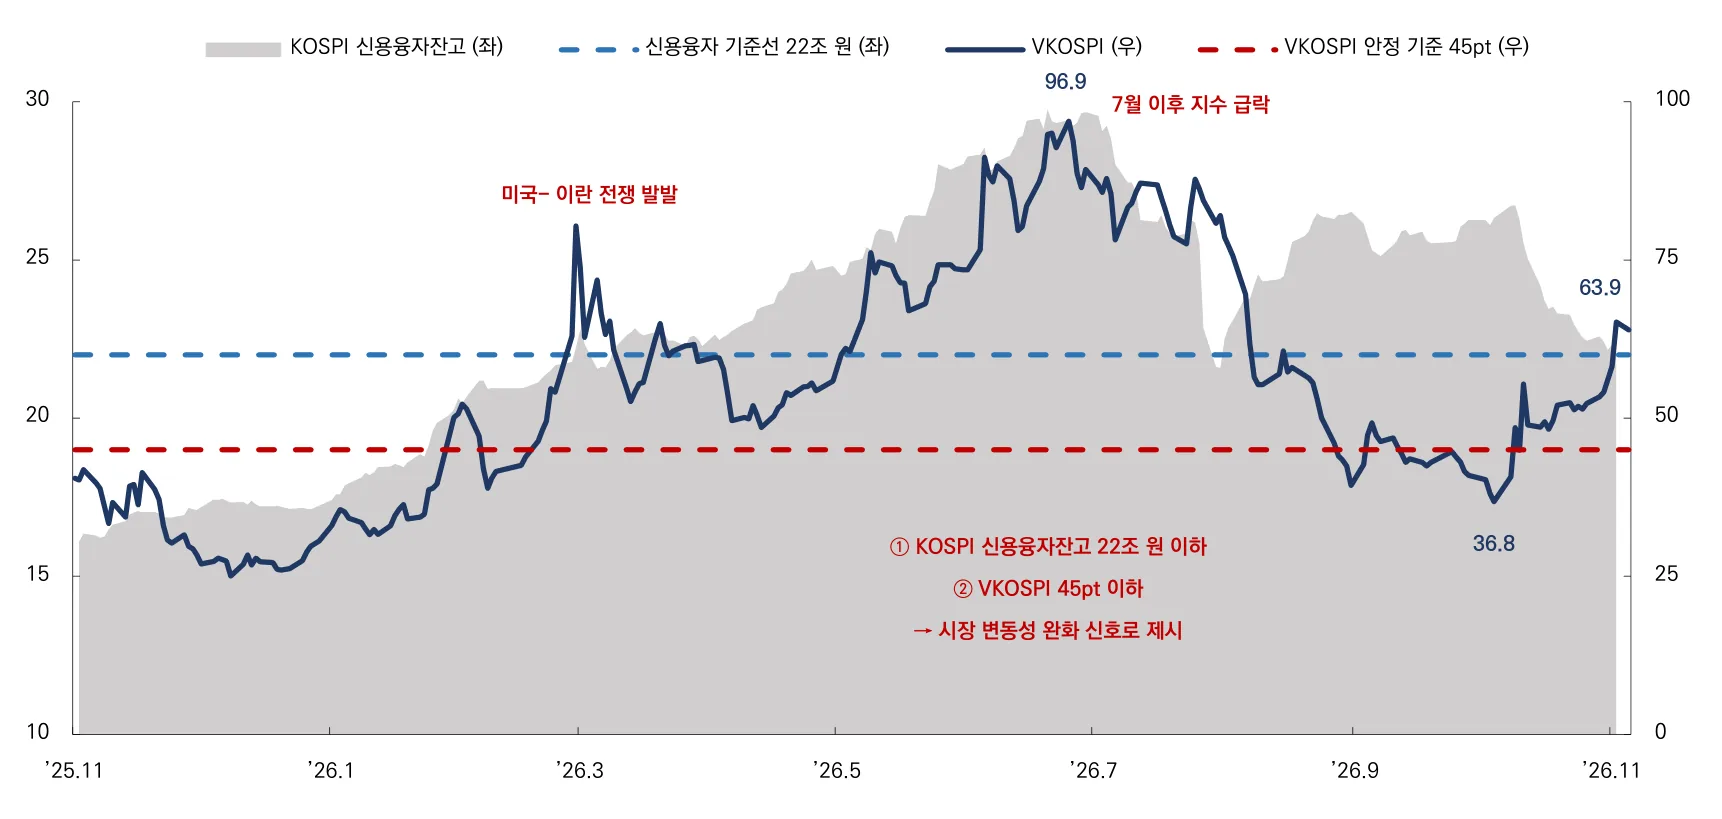 KOSPI 신용융자잔고 (좌)
신용융자 기준선 22조 원 (좌)
VKOSPI (우)
VKOSPI 안정 기준 45pt (우)
96.9
7월 이후 지수 급락
30
100
미국- 이란 전쟁 발발
25
75
63.9
20
50
36.8
① KOSPI 신용융자잔고 22조 원 이하
② VKOSPI 45pt 이하
→ 시장 변동성 완화 신호로 제시
15
25
10
0
’25.11
’26.1
’26.3
’26.5
’26.7
’26.9
’26.11